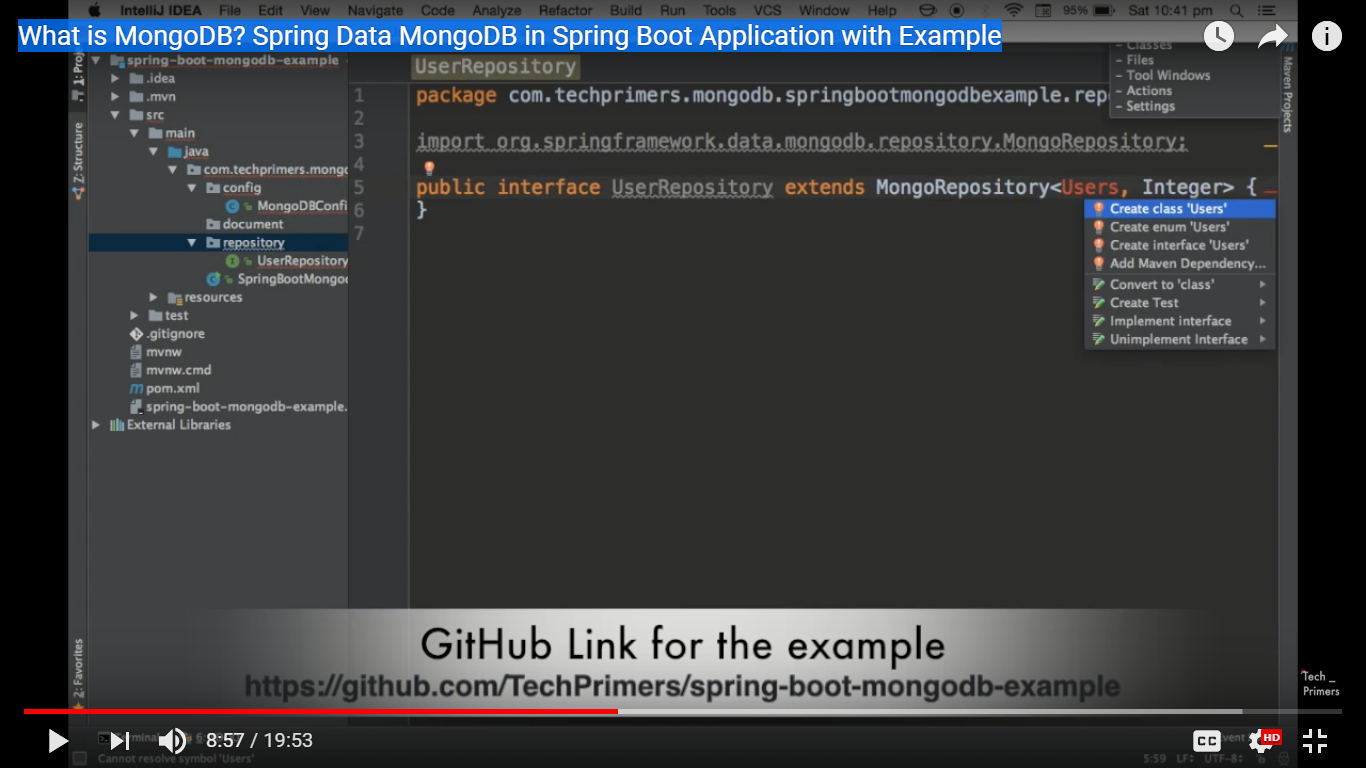 IntelliJ IDEA File Edit View Navigate Code Analyze Refactor Build Run Tools VCS Window Help 95% Sat 10:41 pm
What is MongoDB? Spring Data MongoDB in Spring Boot Application with Example
- Classes
- Files
- Tool Windows
- Actions
- Settings
Maven Projects
1: Proj
Z: Structure
2: Favorites
spring-boot-mongodb-example
.idea
.mvn
src
main
java
com.techprimers.mongo
config
MongoDBConfi
document
repository
UserRepository
SpringBootMongo
resources
test
.gitignore
mvnw
mvnw.cmd
pom.xml
spring-boot-mongodb-example.
External Libraries
UserRepository
1 package com.techprimers.mongodb.springbootmongodbexample.repo
2
3 import org.springframework.data.mongodb.repository.MongoRepository;
4
5 public interface UserRepository extends MongoRepository<Users, Integer> {
6 }
7
Create class 'Users'
Create enum 'Users'
Create interface 'Users'
Add Maven Dependency...
Convert to 'class'
Create Test
Implement interface
Unimplement Interface
GitHub Link for the example
https://github.com/TechPrimers/spring-boot-mongodb-example
Tech _
Primers
8:57 / 19:53
CC
HD
Cannot resolve symbol 'Users'
5:59 LF: UTF-8: